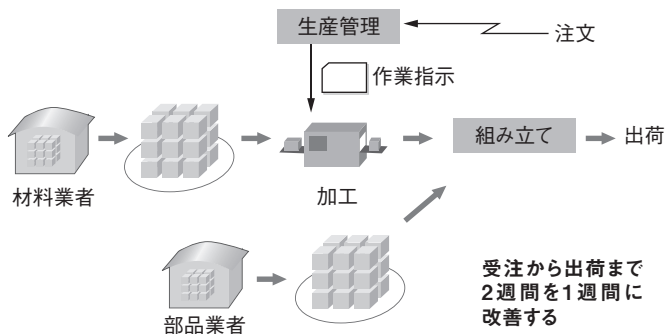 生産管理
注文
作業指示
材料業者
加工
組み立て
出荷
部品業者
受注から出荷まで
2週間を1週間に
改善する